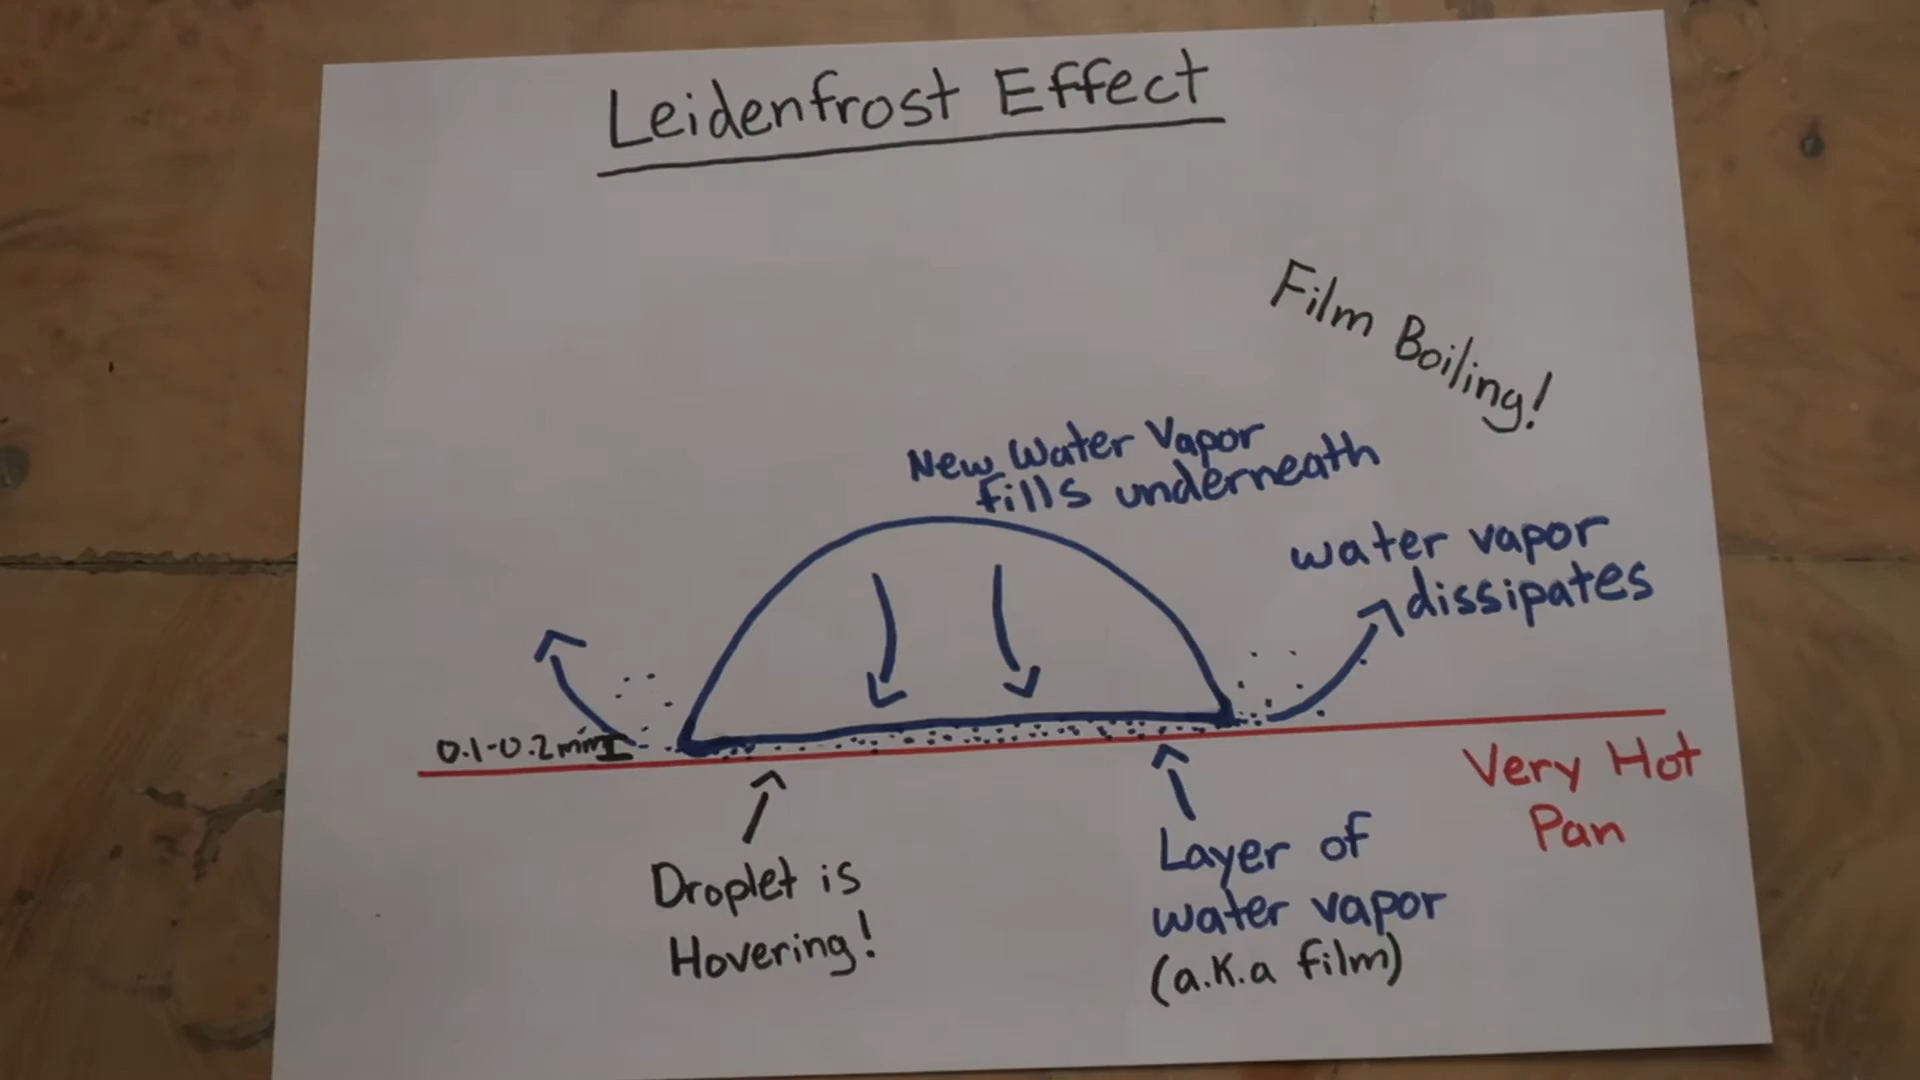 Leidenfrost Effect
Film Boiling!
New Water Vapor
fills underneath
water vapor
dissipates
0.1-0.2mm
Very Hot
Pan
Droplet is
Hovering!
Layer of
water vapor
(a.k.a film)